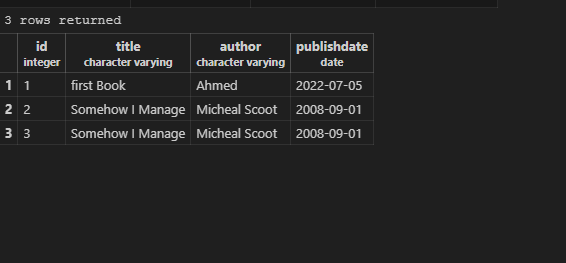 3 rows returned
id title author publishdate
integer character varying character varying date
1 1 first Book Ahmed 2022-07-05
2 2 Somehow I Manage Micheal Scoot 2008-09-01
3 3 Somehow I Manage Micheal Scoot 2008-09-01